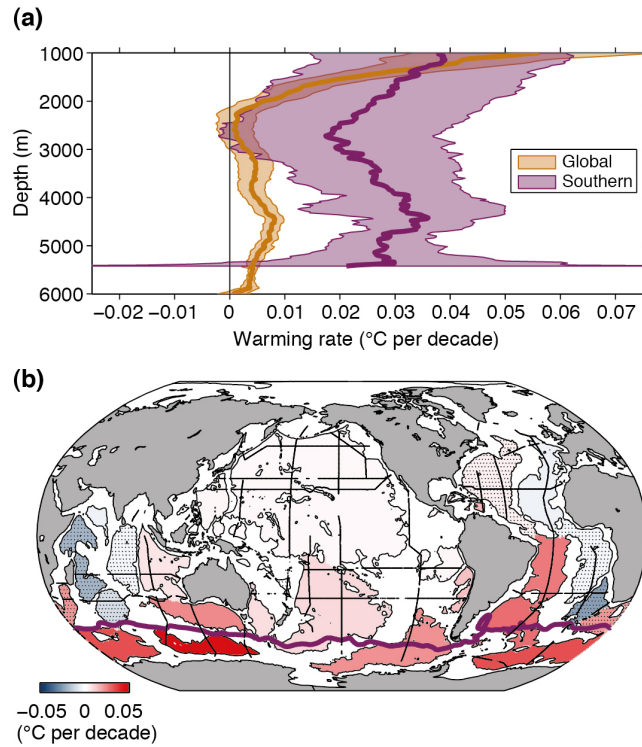 (a)
1000
2000
3000
4000
5000
6000
Depth (m)
Global
Southern
-0.02 -0.01 0 0.01 0.02 0.03 0.04 0.05 0.06 0.07
Warming rate (°C per decade)
(b)
-0.05 0 0.05
(°C per decade)